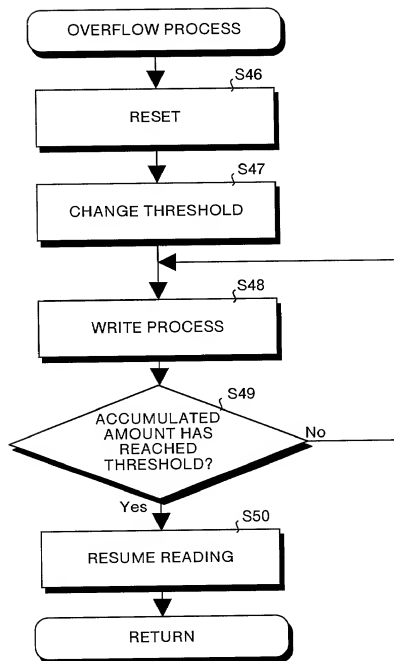 OVERFLOW PROCESS
S46
RESET
S47
CHANGE THRESHOLD
S48
WRITE PROCESS
S49
ACCUMULATED
AMOUNT HAS
REACHED
THRESHOLD?
No
Yes
S50
RESUME READING
RETURN